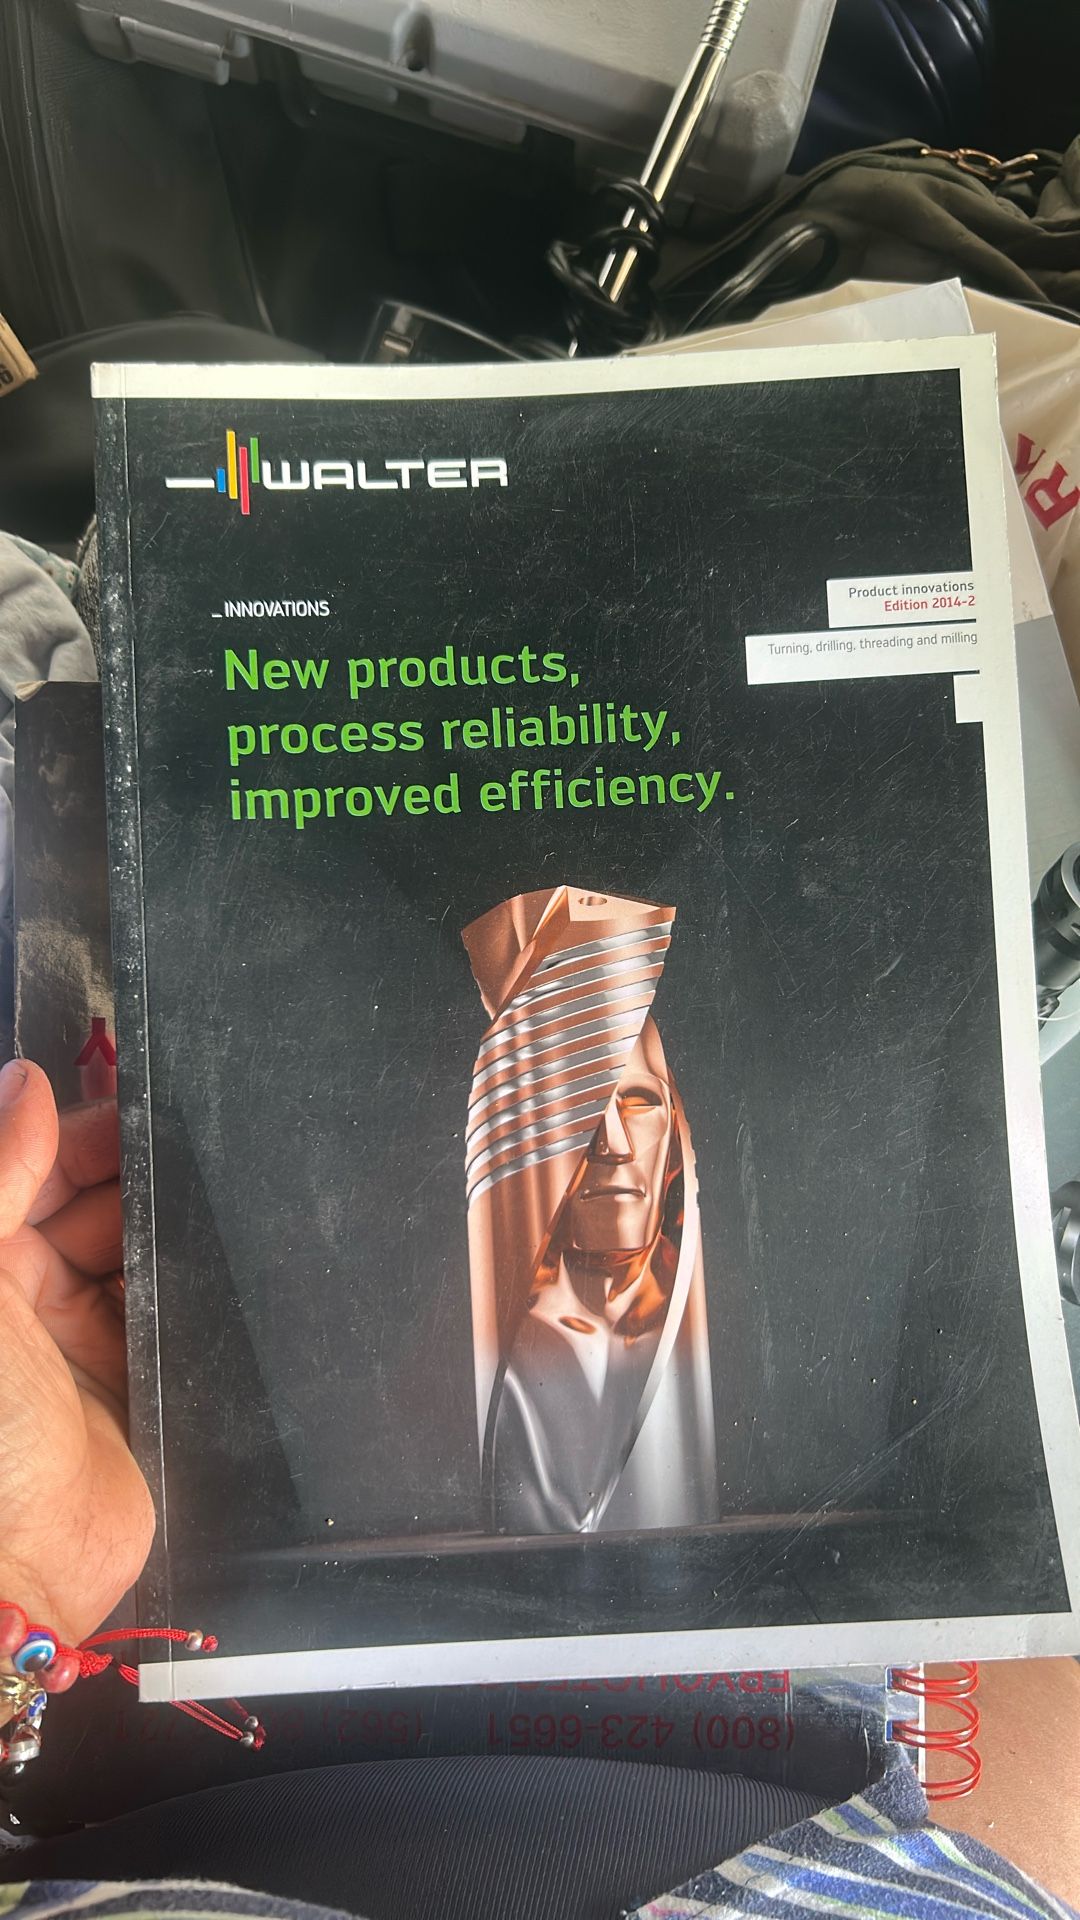 WALTER
_INNOVATIONS
Product innovations
Edition 2014-2
Turning, drilling, threading and milling
New products,
process reliability,
improved efficiency.
(800) 423-6651